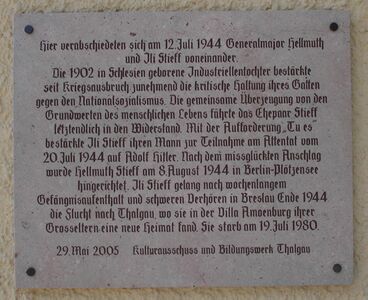 Hier verabschiedeten sich am 12. Juli 1944 Generalmajor Hellmuth
und Ili Stieff voneinander.
Die 1902 in Schlesien geborene Industriellentochter bestärkte
seit Kriegsausbruch zunehmend die kritische Haltung ihres Gatten
gegen den Nationalsozialismus. Die gemeinsame Überzeugung von den
Grundwerten des menschlichen Lebens führte das Ehepaar Stieff
letztendlich in den Widerstand. Mit der Aufforderung „Tu es"
bestärkte Ili Stieff ihren Mann zur Teilnahme am Attentat vom
20. Juli 1944 auf Adolf Hitler. Nach dem missglückten Anschlag
wurde Hellmuth Stieff am 8. August 1944 in Berlin-Plötzensee
hingerichtet. Ili Stieff gelang nach wochenlangem
Gefängnisaufenthalt und schweren Verhören in Breslau Ende 1944
die Flucht nach Thalgau, wo sie in der Villa Amoenburg ihrer
Grosseltern eine neue Heimat fand. Sie starb am 19. Juli 1980.
29. Mai 2005 Kulturausschuss und Bildungswerk Thalgau